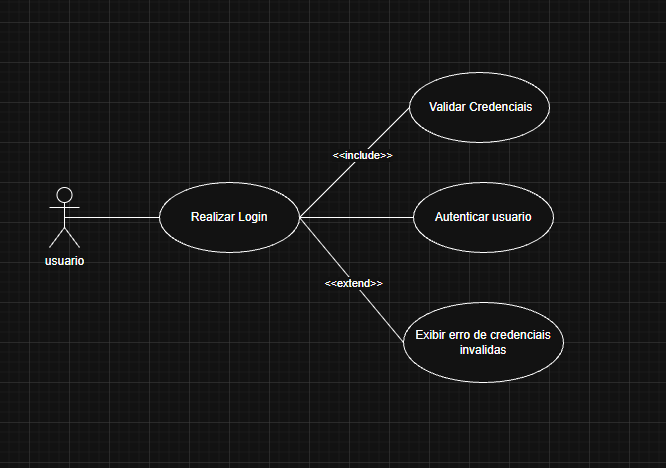 Validar Credenciais
<<include>>
Realizar Login
Autenticar usuario
usuario
<<extend>>
Exibir erro de credenciais
invalidas